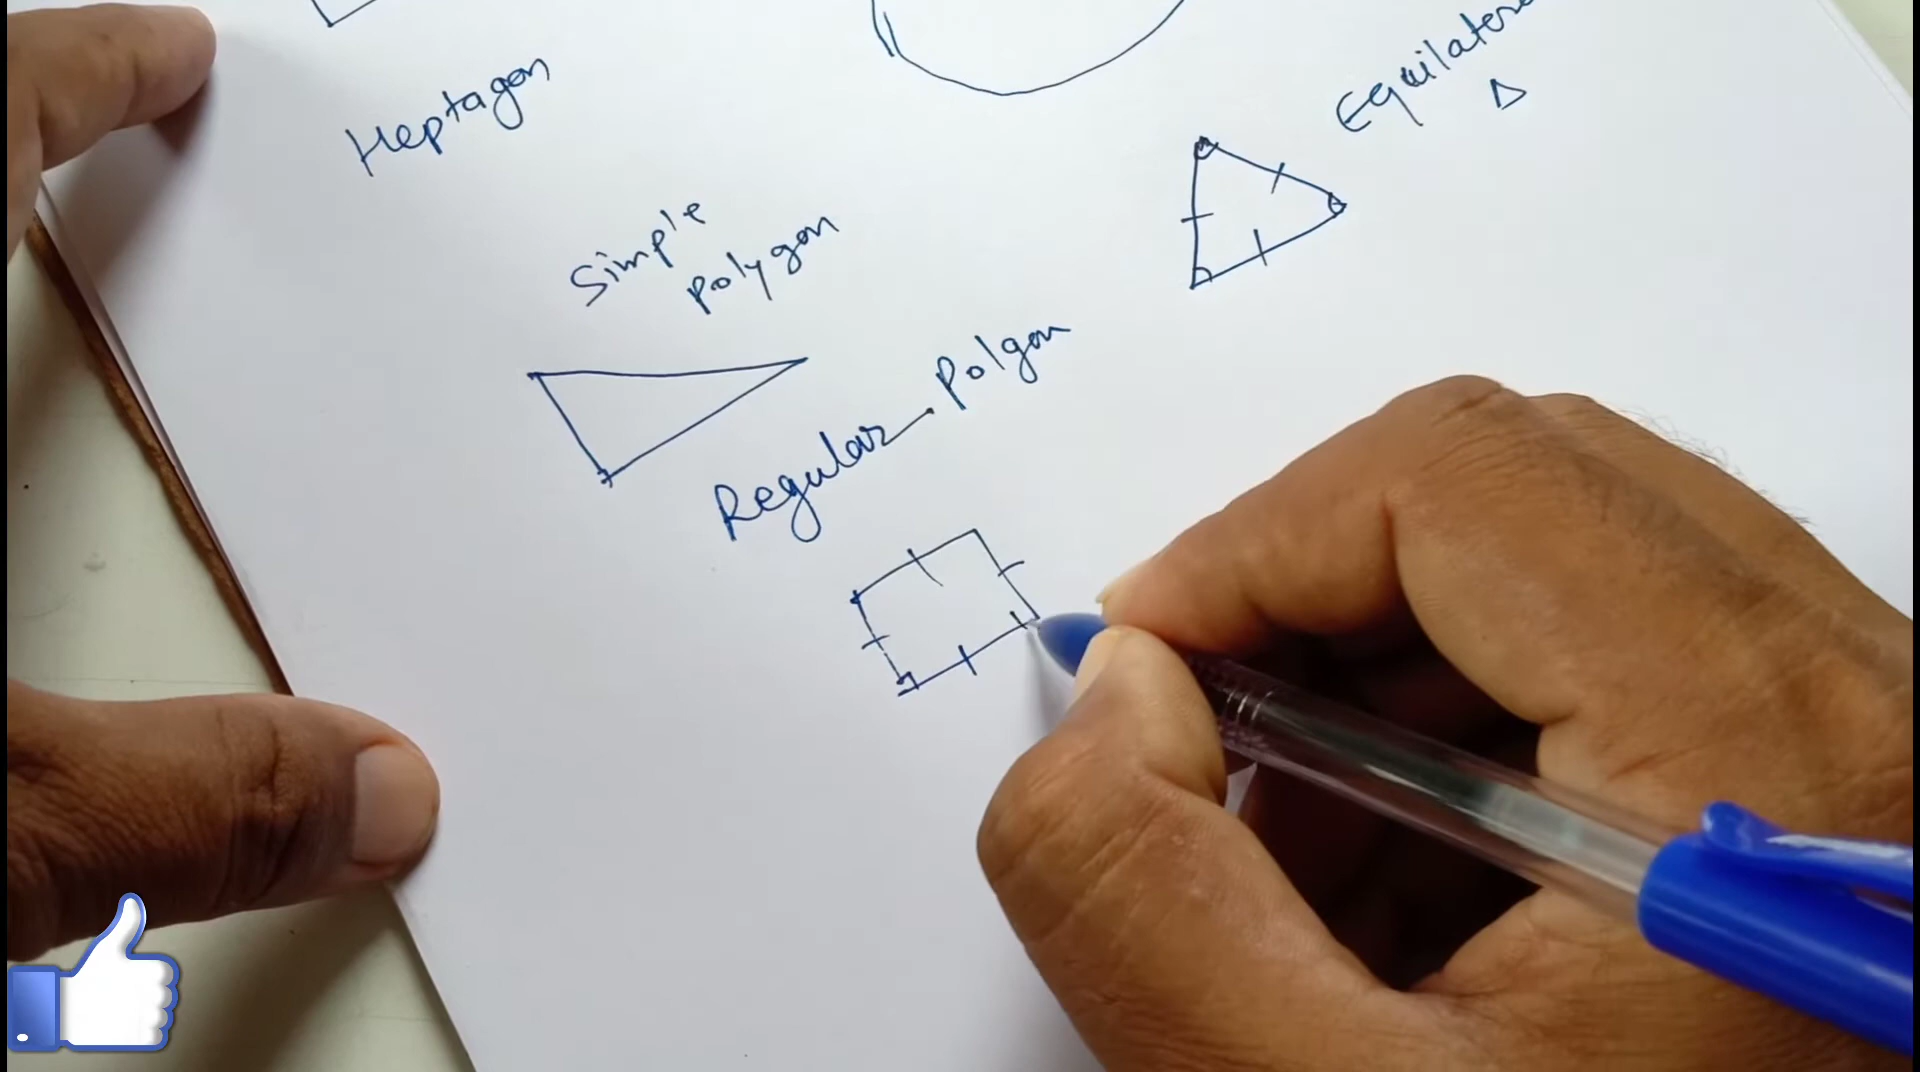 Heptagon
Equilatera
Δ
Simple
polygon
Regular Polgon